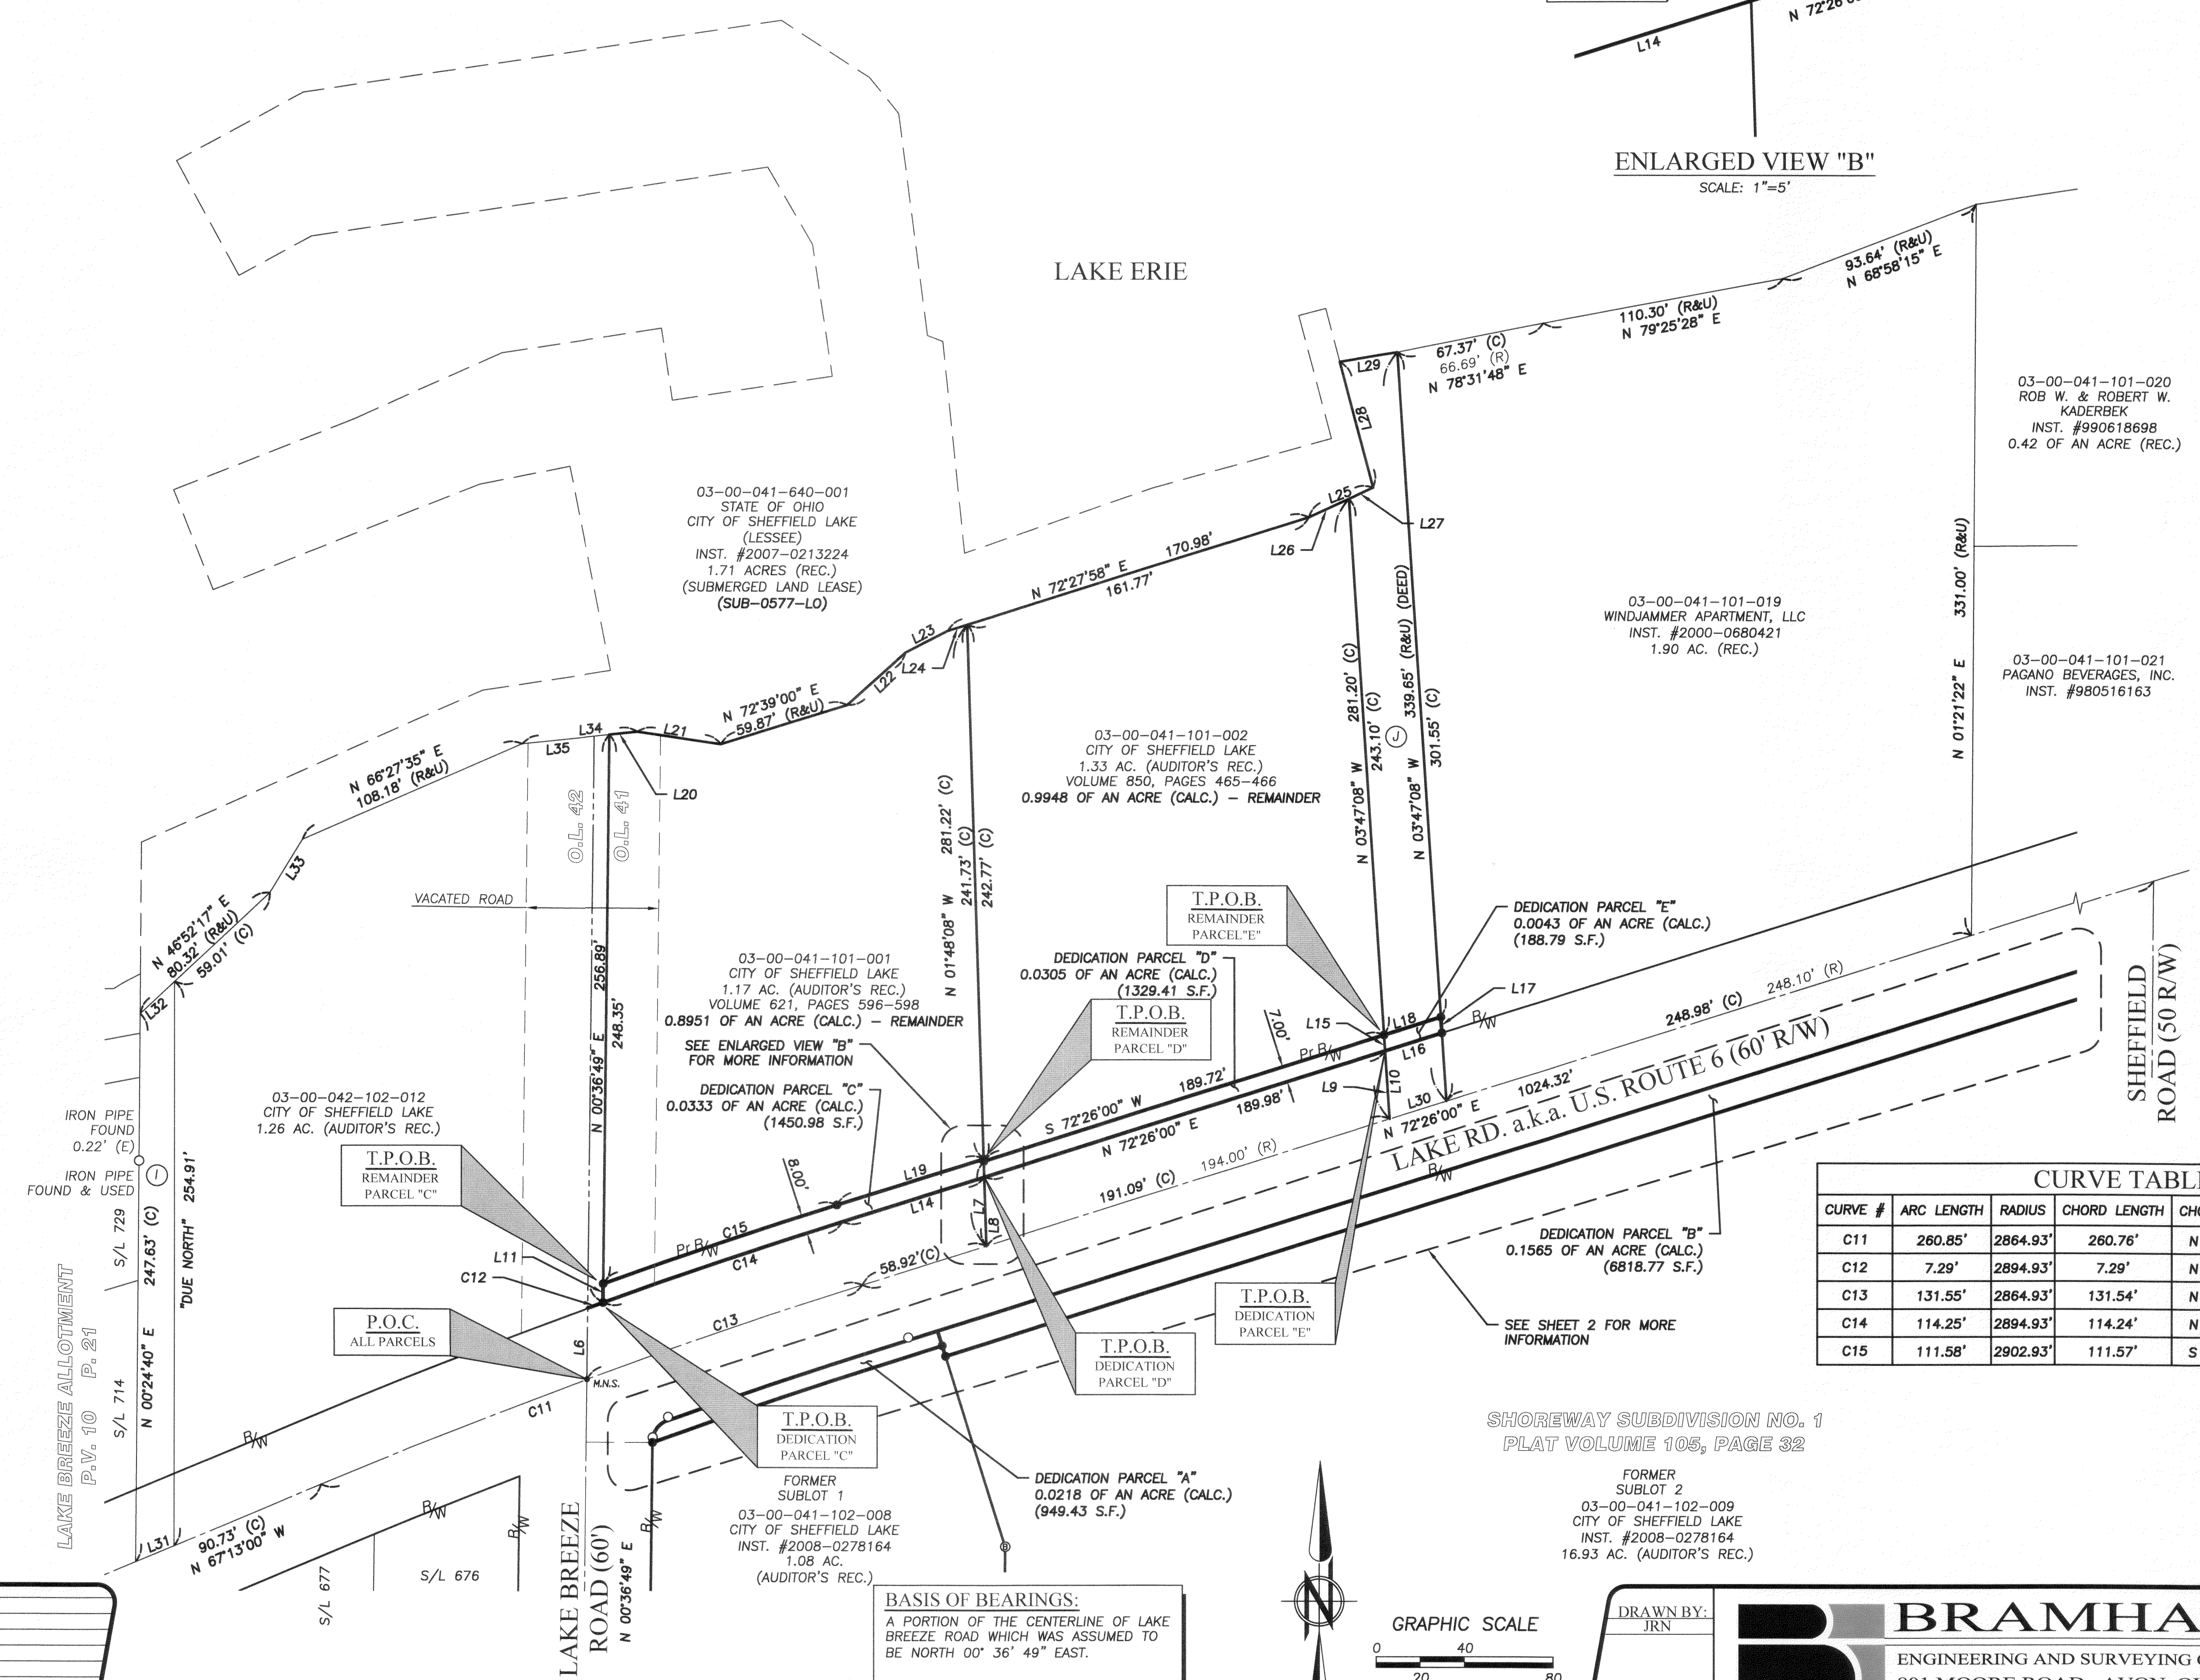 N 72°26'0
L14
ENLARGED VIEW "B"
SCALE: 1"=5'
LAKE ERIE
93.64' (R&U)
N 68°58'15" E
110.30' (R&U)
N 79°25'28" E
67.37' (C)
66.69' (R)
N 78°31'48" E
L29
L28
L25
L27
L26
03-00-041-101-020
ROB W. & ROBERT W.
KADERBEK
INST. #990618698
0.42 OF AN ACRE (REC.)
03-00-041-640-001
STATE OF OHIO
CITY OF SHEFFIELD LAKE
(LESSEE)
INST. #2007-0213224
1.71 ACRES (REC.)
(SUBMERGED LAND LEASE)
(SUB-0577-LO)
170.98'
N 72°27'58" E
161.77'
L23
L24
L22
N 72°39'00" E
59.87' (R&U)
L21
L34
L35
L20
N 66°27'35" E
108.18' (R&U)
L33
N 46°52'17" E
80.32' (R&U)
59.01' (C)
L32
O.L. 42
O.L. 41
VACATED ROAD
03-00-041-101-019
WINDJAMMER APARTMENT, LLC
INST. #2000-0680421
1.90 AC. (REC.)
N 01°21'22" E 331.00' (R&U)
03-00-041-101-021
PAGANO BEVERAGES, INC.
INST. #980516163
03-00-041-101-002
CITY OF SHEFFIELD LAKE
1.33 AC. (AUDITOR'S REC.)
VOLUME 850, PAGES 465-466
0.9948 OF AN ACRE (CALC.) - REMAINDER
N 03°47'08" W 281.20' (C)
243.10' (C)
J
N 03°47'08" W 339.65' (R&U) (DEED)
301.55' (C)
N 01°48'08" W 281.22' (C)
241.73' (C)
242.77' (C)
N 00°36'49" E 256.89'
248.35'
03-00-041-101-001
CITY OF SHEFFIELD LAKE
1.17 AC. (AUDITOR'S REC.)
VOLUME 621, PAGES 596-598
0.8951 OF AN ACRE (CALC.) - REMAINDER
SEE ENLARGED VIEW "B"
FOR MORE INFORMATION
DEDICATION PARCEL "C"
0.0333 OF AN ACRE (CALC.)
(1450.98 S.F.)
DEDICATION PARCEL "D"
0.0305 OF AN ACRE (CALC.)
(1329.41 S.F.)
T.P.O.B.
REMAINDER
PARCEL "D"
T.P.O.B.
REMAINDER
PARCEL"E"
DEDICATION PARCEL "E"
0.0043 OF AN ACRE (CALC.)
(188.79 S.F.)
L17
L15
L18
L16
L9
L10
L30
7.00'
Pr R/W
R/W
189.72'
S 72°26'00" W
189.98'
N 72°26'00" E
191.09' (C)
194.00' (R)
N 72°26'00" E
1024.32'
248.98' (C)
248.10' (R)
LAKE RD. a.k.a. U.S. ROUTE 6 (60' R/W)
R/W
SHEFFIELD
ROAD (50 R/W)
03-00-042-102-012
CITY OF SHEFFIELD LAKE
1.26 AC. (AUDITOR'S REC.)
IRON PIPE
FOUND
0.22' (E)
IRON PIPE
FOUND & USED
I
T.P.O.B.
REMAINDER
PARCEL "C"
L11
C12
P.O.C.
ALL PARCELS
L6
M.N.S.
8.00'
L19
L14
C15
Pr R/W
C14
L7
L8
58.92'(C)
C13
C11
T.P.O.B.
DEDICATION
PARCEL "C"
T.P.O.B.
DEDICATION
PARCEL "D"
T.P.O.B.
DEDICATION
PARCEL "E"
DEDICATION PARCEL "B"
0.1565 OF AN ACRE (CALC.)
(6818.77 S.F.)
SEE SHEET 2 FOR MORE
INFORMATION
CURVE TABL
CURVE # ARC LENGTH RADIUS CHORD LENGTH CH
C11 260.85' 2864.93' 260.76' N
C12 7.29' 2894.93' 7.29' N
C13 131.55' 2864.93' 131.54' N
C14 114.25' 2894.93' 114.24' N
C15 111.58' 2902.93' 111.57' S
LAKE BREEZE ALLOTMENT
P.V. 10 P. 21
S/L 729
S/L 714
N 00°24'40" E 247.63' (C)
"DUE NORTH" 254.91'
R/W
L31
90.73' (C)
N 67°13'00" W
R/W
R/W
S/L 677
S/L 676
LAKE BREEZE
ROAD (60')
N 00°36'49" E
R/W
FORMER
SUBLOT 1
03-00-041-102-008
CITY OF SHEFFIELD LAKE
INST. #2008-0278164
1.08 AC.
(AUDITOR'S REC.)
DEDICATION PARCEL "A"
0.0218 OF AN ACRE (CALC.)
(949.43 S.F.)
SHOREWAY SUBDIVISION NO. 1
PLAT VOLUME 105, PAGE 32
FORMER
SUBLOT 2
03-00-041-102-009
CITY OF SHEFFIELD LAKE
INST. #2008-0278164
16.93 AC. (AUDITOR'S REC.)
BASIS OF BEARINGS:
A PORTION OF THE CENTERLINE OF LAKE
BREEZE ROAD WHICH WAS ASSUMED TO
BE NORTH 00° 36' 49" EAST.
N
GRAPHIC SCALE
0 40
20 80
DRAWN BY:
JRN
BRAMHA
ENGINEERING AND SURVEYING